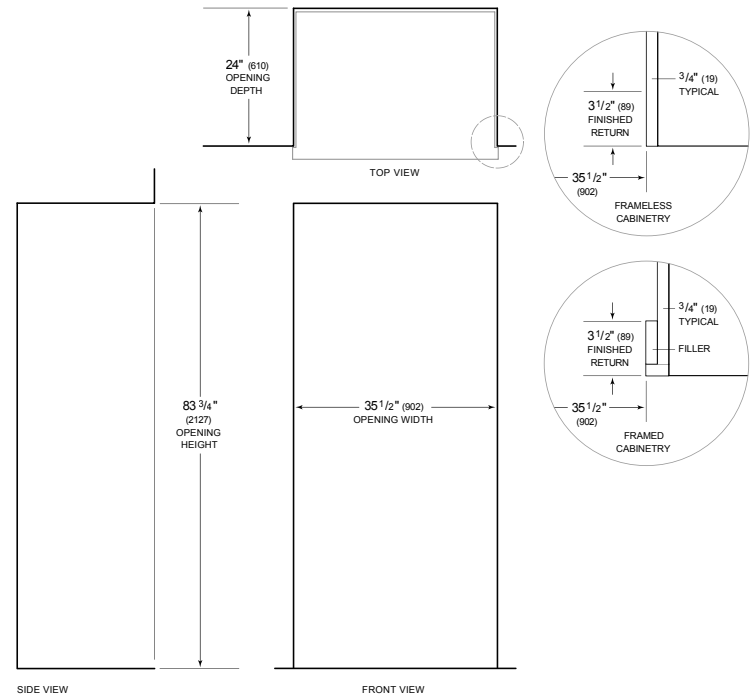 24" (610)
OPENING
DEPTH
TOP VIEW
3/4" (19)
TYPICAL
3 1/2" (89)
FINISHED
RETURN
35 1/2"
(902)
FRAMELESS
CABINETRY
3/4" (19)
TYPICAL
3 1/2" (89)
FINISHED
RETURN
FILLER
35 1/2"
(902)
FRAMED
CABINETRY
83 3/4"
(2127)
OPENING
HEIGHT
35 1/2" (902)
OPENING WIDTH
SIDE VIEW
FRONT VIEW